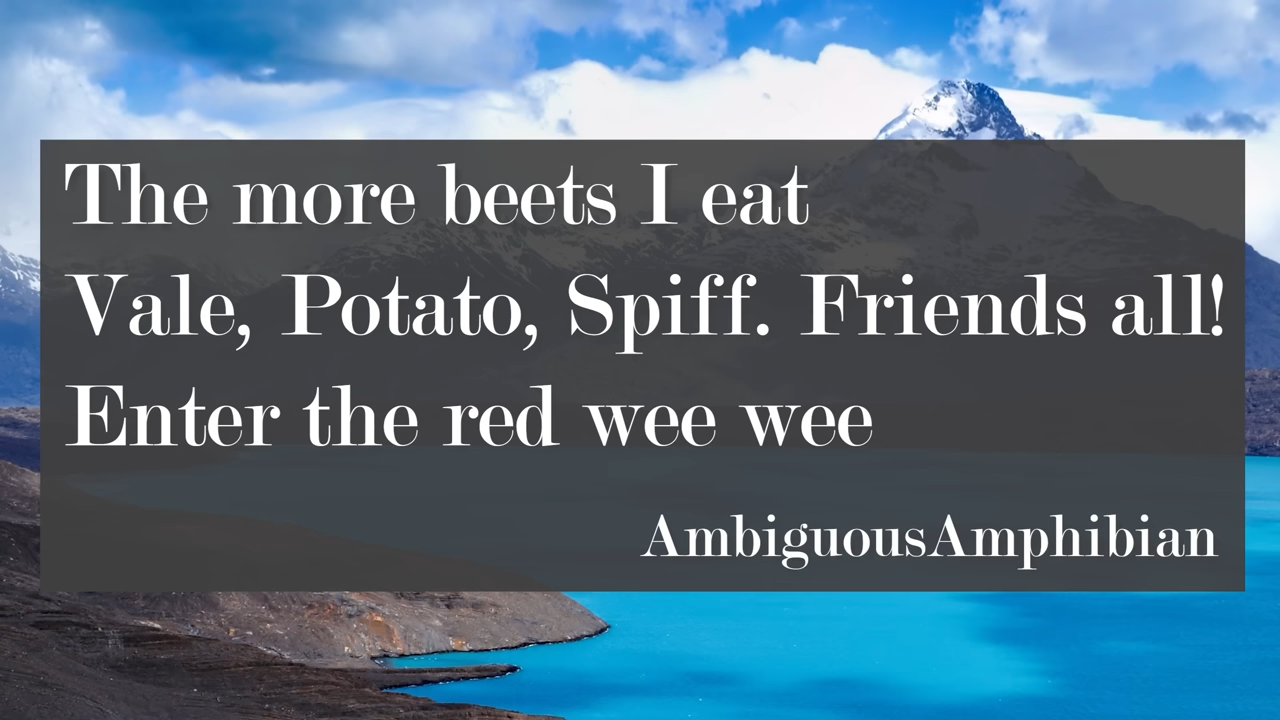 The more beets I eat
Vale, Potato, Spiff. Friends all!
Enter the red wee wee
AmbiguousAmphibian